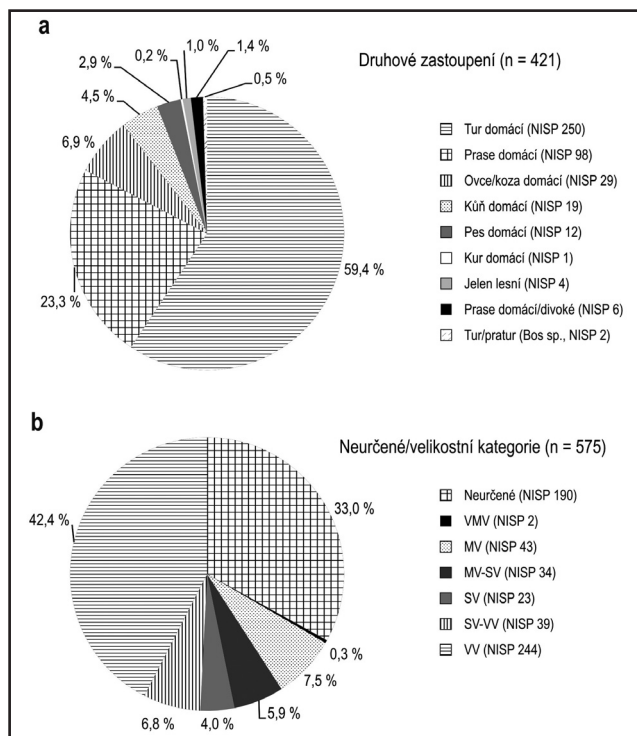 a
Druhové zastoupení (n = 421)
2,9 %
0,2 %
1,0 %
1,4 %
0,5 %
4,5 %
6,9 %
23,3 %
59,4 %
Tur domácí (NISP 250)
Prase domácí (NISP 98)
Ovce/koza domácí (NISP 29)
Kůň domácí (NISP 19)
Pes domácí (NISP 12)
Kur domácí (NISP 1)
Jelen lesní (NISP 4)
Prase domácí/divoké (NISP 6)
Tur/pratur (Bos sp., NISP 2)
b
Neurčené/velikostní kategorie (n = 575)
42,4 %
33,0 %
0,3 %
7,5 %
5,9 %
4,0 %
6,8 %
Neurčené (NISP 190)
VMV (NISP 2)
MV (NISP 43)
MV-SV (NISP 34)
SV (NISP 23)
SV-VV (NISP 39)
VV (NISP 244)